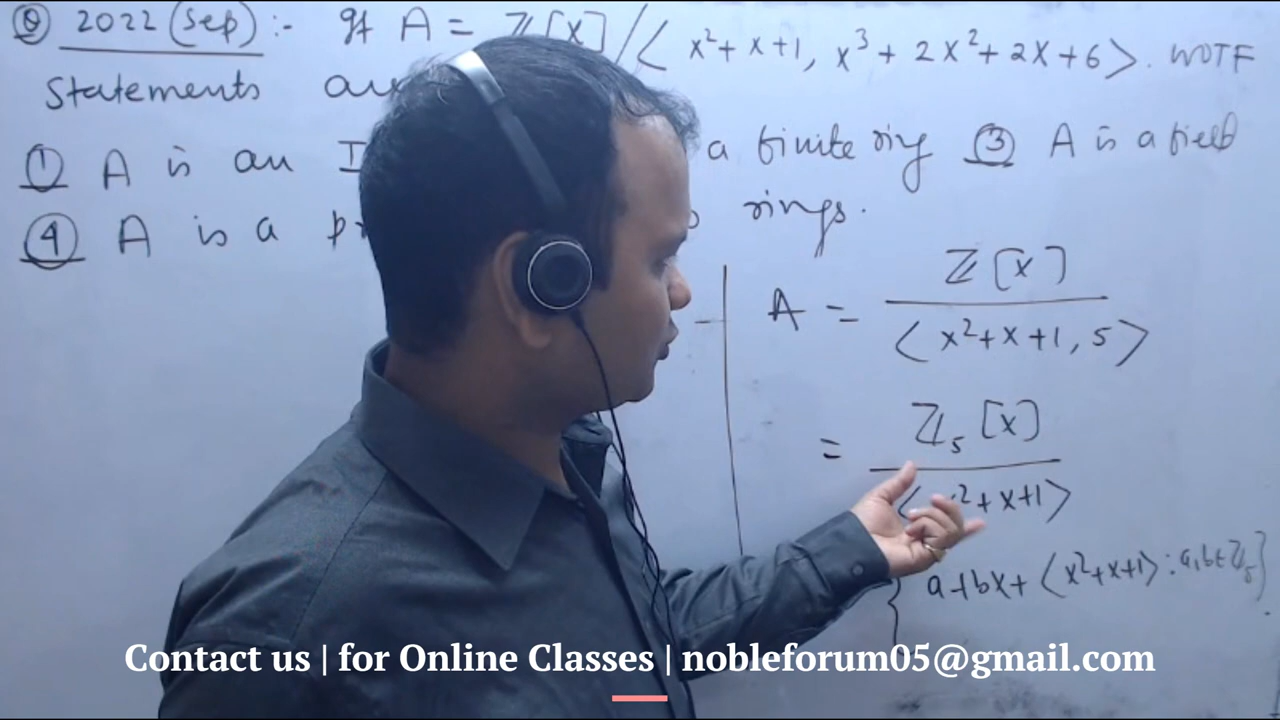 Q 2022 (Sep) :- If A = ℤ[x] / ⟨ x² + x + 1, x³ + 2x² + 2x + 6 ⟩. WOTF
Statements
① A is an I a finite ring ③ A is a field
④ A is a rings.
A = ℤ[x] / ⟨ x² + x + 1, 5 ⟩
= ℤ₅[x] / ⟨ x² + x + 1 ⟩
{ a + bx + ⟨x² + x + 1⟩ : a, b ∈ ℤ₅ }
Contact us | for Online Classes | nobleforum05@gmail.com